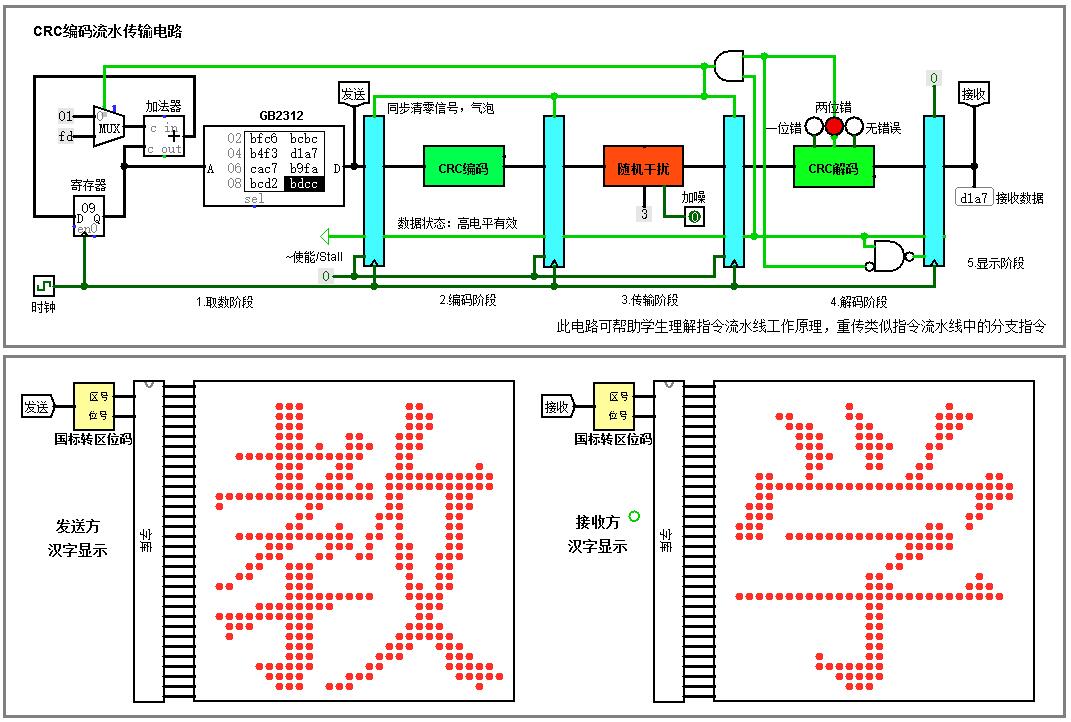 CRC编码流水传输电路
01
fd
0
MUX
加法器
c in
+
c out
寄存器
09
D Q
en0
时钟
GB2312
A
02 bfc6 bcbc
04 b4f3 d1a7
06 cac7 b9fa
08 bcd2 bdcc
sel
D
发送
同步清零信号，气泡
CRC编码
随机干扰
3
加噪
0
数据状态：高电平有效
~使能/Stall
0
两位错
一位错
无错误
CRC解码
0
接收
d1a7 接收数据
1.取数阶段
2.编码阶段
3.传输阶段
4.解码阶段
5.显示阶段
此电路可帮助学生理解指令流水线工作原理，重传类似指令流水线中的分支指令
发送
区号
位号
国标转区位码
字库
发送方
汉字显示
教
接收
区号
位号
国标转区位码
字库
接收方
汉字显示
学